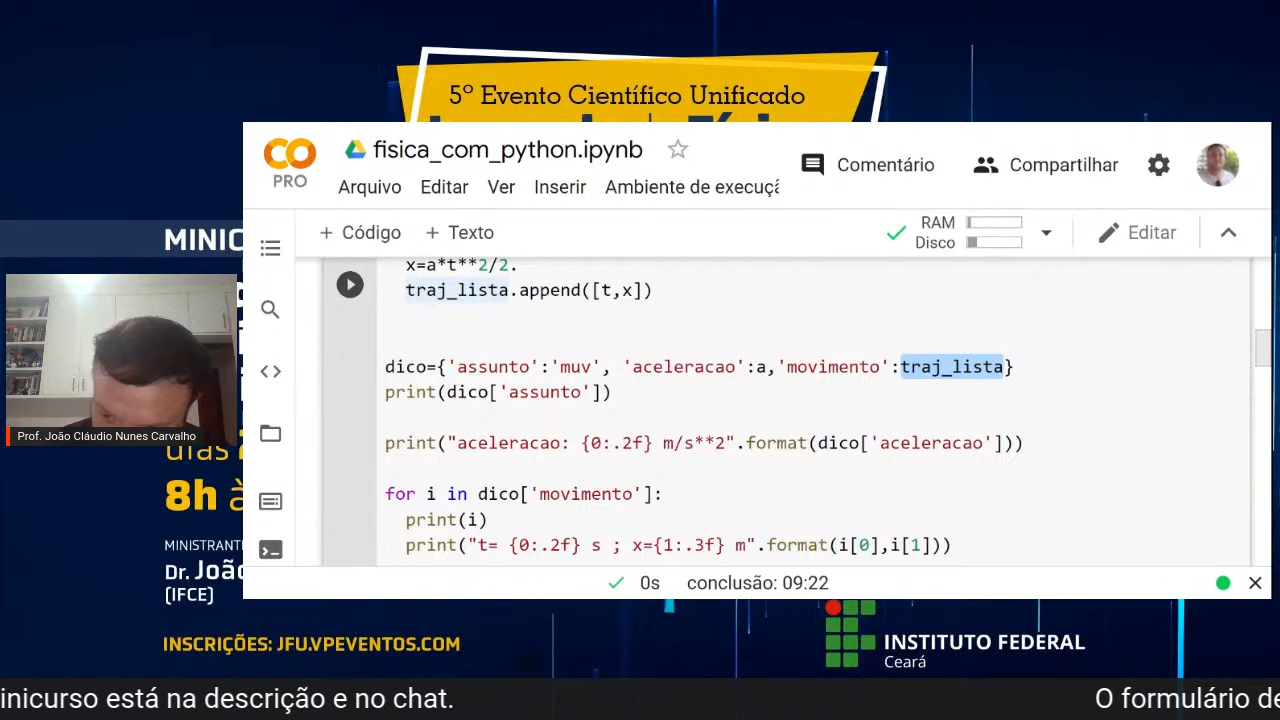 5º Evento Científico Unificado
fisica_com_python.ipynb
CO
PRO
Comentário
Compartilhar
Arquivo Editar Ver Inserir Ambiente de execuçã
+ Código + Texto
RAM
Disco
Editar
x=a*t**2/2.
traj_lista.append([t,x])
dico={'assunto':'muv', 'aceleracao':a,'movimento':traj_lista}
print(dico['assunto'])
print("aceleracao: {0:.2f} m/s**2".format(dico['aceleracao']))
for i in dico['movimento']:
print(i)
print("t= {0:.2f} s ; x={1:.3f} m".format(i[0],i[1]))
0s conclusão: 09:22
MINIC
Prof. João Cláudio Nunes Carvalho
dias
8h à
MINISTRANT
Dr. João
(IFCE)
INSCRIÇÕES: JFU.VPEVENTOS.COM
INSTITUTO FEDERAL
Ceará
inicurso está na descrição e no chat.
O formulário de